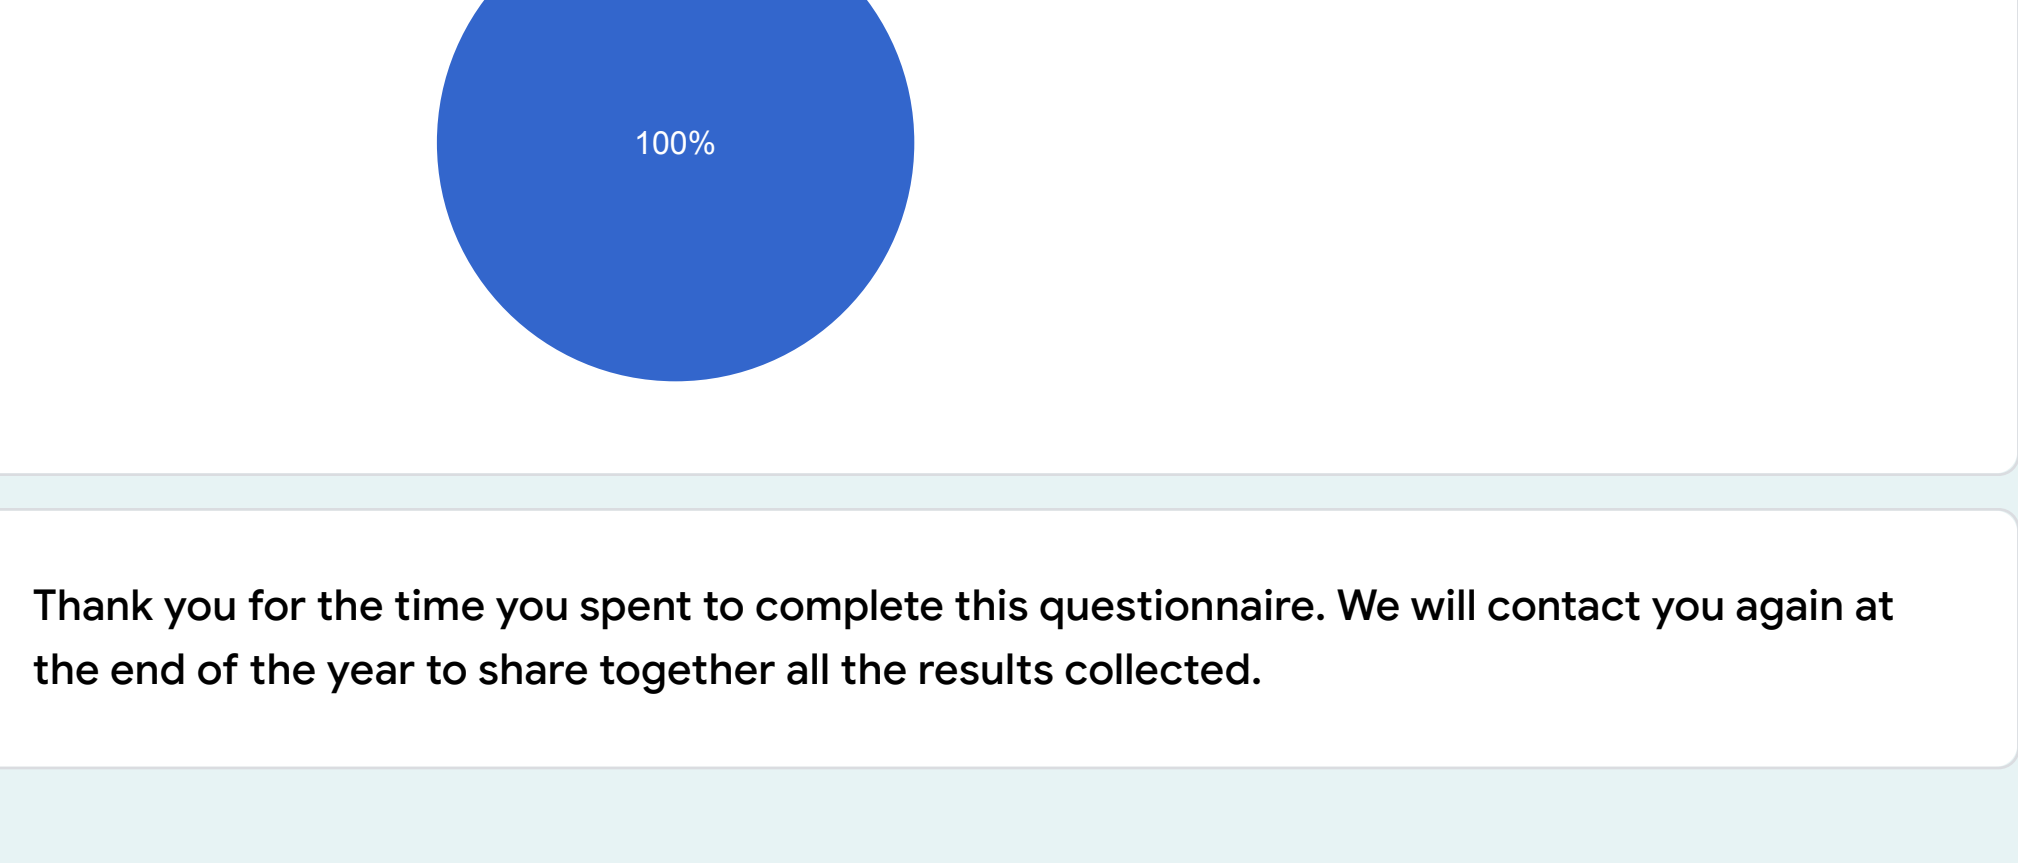 100%
Thank you for the time you spent to complete this questionnaire. We will contact you again at
the end of the year to share together all the results collected.